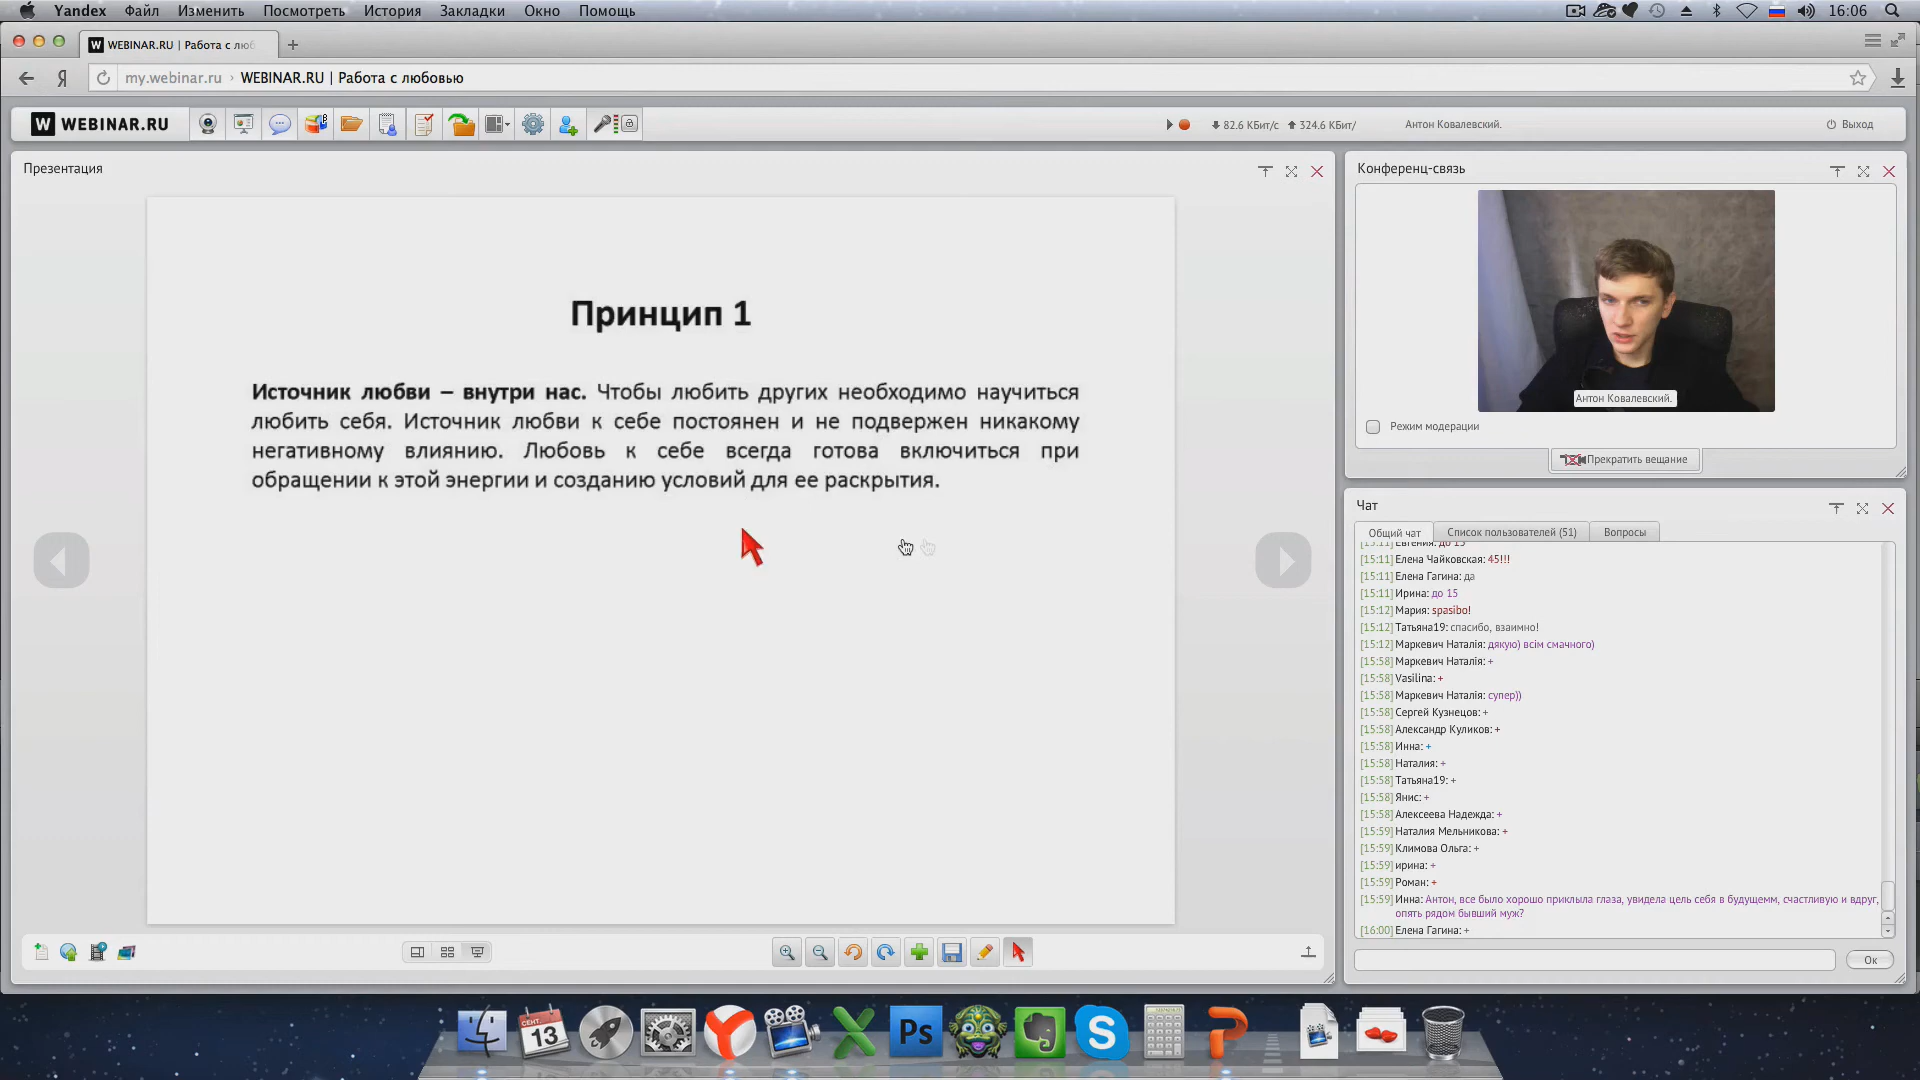 Yandex Файл Изменить Посмотреть История Закладки Окно Помощь 16:06
WEBINAR.RU | Работа с люб
my.webinar.ru › WEBINAR.RU | Работа с любовью
WEBINAR.RU 82.6 КБит/с 324.6 КБит/ Антон Ковалевский. Выход
Презентация
Принцип 1
Источник любви – внутри нас. Чтобы любить других необходимо научиться
любить себя. Источник любви к себе постоянен и не подвержен никакому
негативному влиянию. Любовь к себе всегда готова включиться при
обращении к этой энергии и созданию условий для ее раскрытия.
Конференц-связь
Антон Ковалевский.
Режим модерации
Прекратить вещание
Чат
Общий чат Список пользователей (51) Вопросы
[15:11] Евгения: до 15
[15:11] Елена Чайковская: 45!!!
[15:11] Елена Гагина: да
[15:11] Ирина: до 15
[15:12] Мария: spasibo!
[15:12] Татьяна19: спасибо, взаимно!
[15:12] Маркевич Наталія: дякую) всім смачного)
[15:58] Маркевич Наталія: +
[15:58] Vasilina: +
[15:58] Маркевич Наталія: супер))
[15:58] Сергей Кузнецов: +
[15:58] Александр Куликов: +
[15:58] Инна: +
[15:58] Наталия: +
[15:58] Татьяна19: +
[15:58] Янис: +
[15:58] Алексеева Надежда: +
[15:59] Наталия Мельникова: +
[15:59] Климова Ольга: +
[15:59] ирина: +
[15:59] Роман: +
[15:59] Инна: Антон, все было хорошо приклыла глаза, увидела цель себя в будущемм, счастливую и вдруг,
опять рядом бывший муж?
[16:00] Елена Гагина: +
Ок
СЕНТ.
13
Ps